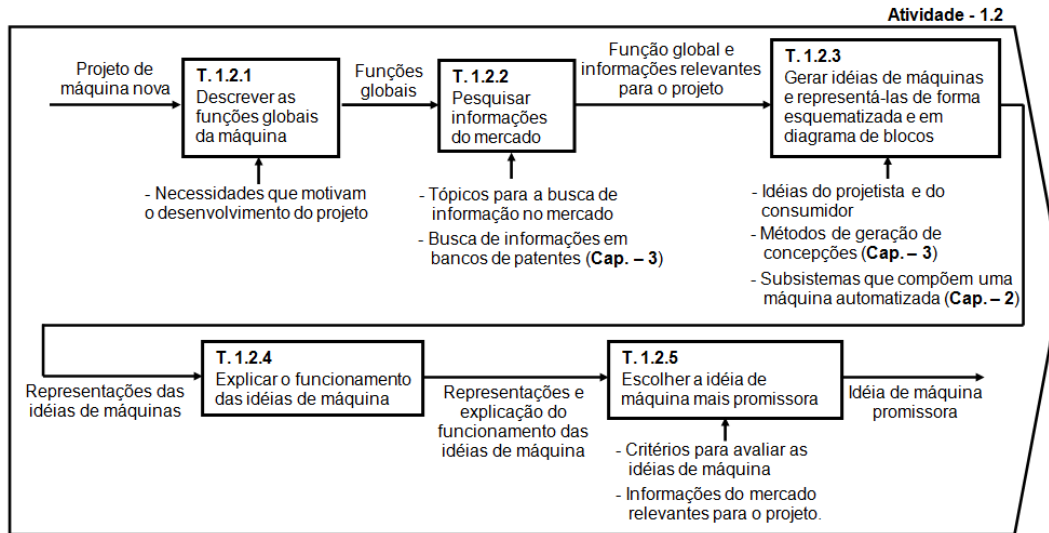 Atividade - 1.2
Projeto de
máquina nova
T. 1.2.1
Descrever as
funções globais
da máquina
Funções
globais
T. 1.2.2
Pesquisar
informações
do mercado
Função global e
informações relevantes
para o projeto
T. 1.2.3
Gerar idéias de máquinas
e representá-las de forma
esquematizada e em
diagrama de blocos
- Necessidades que motivam
o desenvolvimento do projeto
- Tópicos para a busca de
informação no mercado
- Busca de informações em
bancos de patentes (Cap. – 3)
- Idéias do projetista e do
consumidor
- Métodos de geração de
concepções (Cap. – 3)
- Subsistemas que compõem uma
máquina automatizada (Cap. – 2)
Representações das
idéias de máquinas
T. 1.2.4
Explicar o funcionamento
das idéias de máquina
Representações e
explicação do
funcionamento das
idéias de máquina
T. 1.2.5
Escolher a idéia de
máquina mais promissora
Idéia de máquina
promissora
- Critérios para avaliar as
idéias de máquina
- Informações do mercado
relevantes para o projeto.